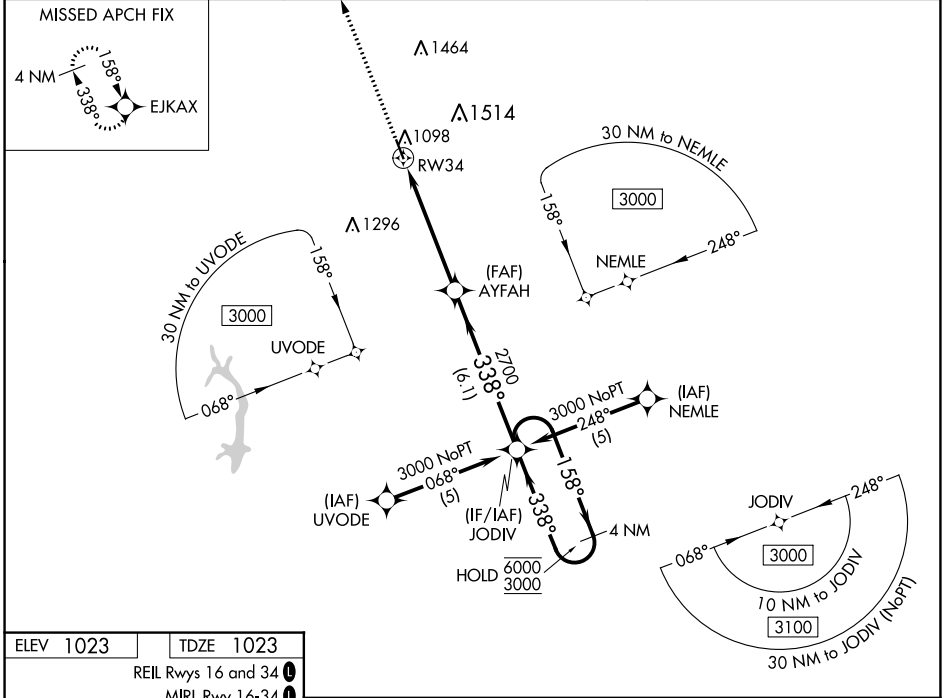 MISSED APCH FIX
4 NM
158°
338°
EJKAX
1464
1514
1098
RW34
1296
30 NM to NEMLE
3000
158°
248°
NEMLE
30 NM to UVODE
3000
158°
UVODE
068°
(FAF)
AYFAH
2700
338°
(6.1)
(IAF)
NEMLE
3000 NoPT
248°
(5)
3000 NoPT
068°
(5)
(IAF)
UVODE
(IF/IAF)
JODIV
158°
338°
4 NM
HOLD 6000
3000
JODIV
248°
068°
3000
10 NM to JODIV
3100
30 NM to JODIV (NoPT)
ELEV 1023 TDZE 1023
REIL Rwys 16 and 34 L
MIRL Rwy 16-34 L